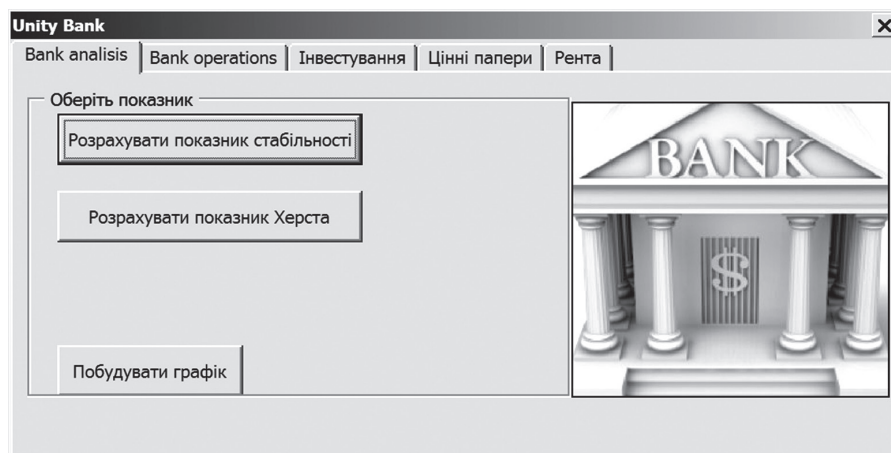 Unity Bank
Bank analisis
Bank operations
Інвестування
Цінні папери
Рента
Оберіть показник
Розрахувати показник стабільності
Розрахувати показник Херста
Побудувати графік
BANK
$